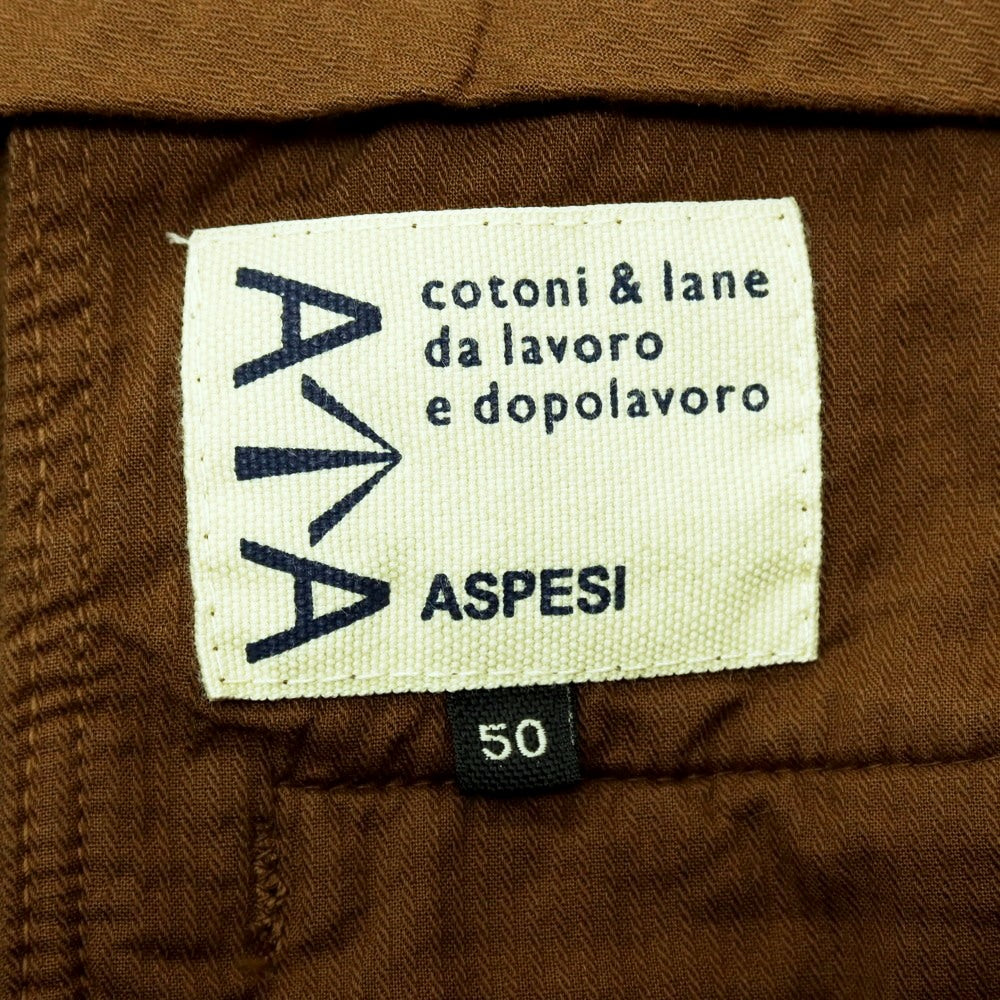 cotoni & lane
da lavoro
e dopolavoro
A A
ASPESI
50